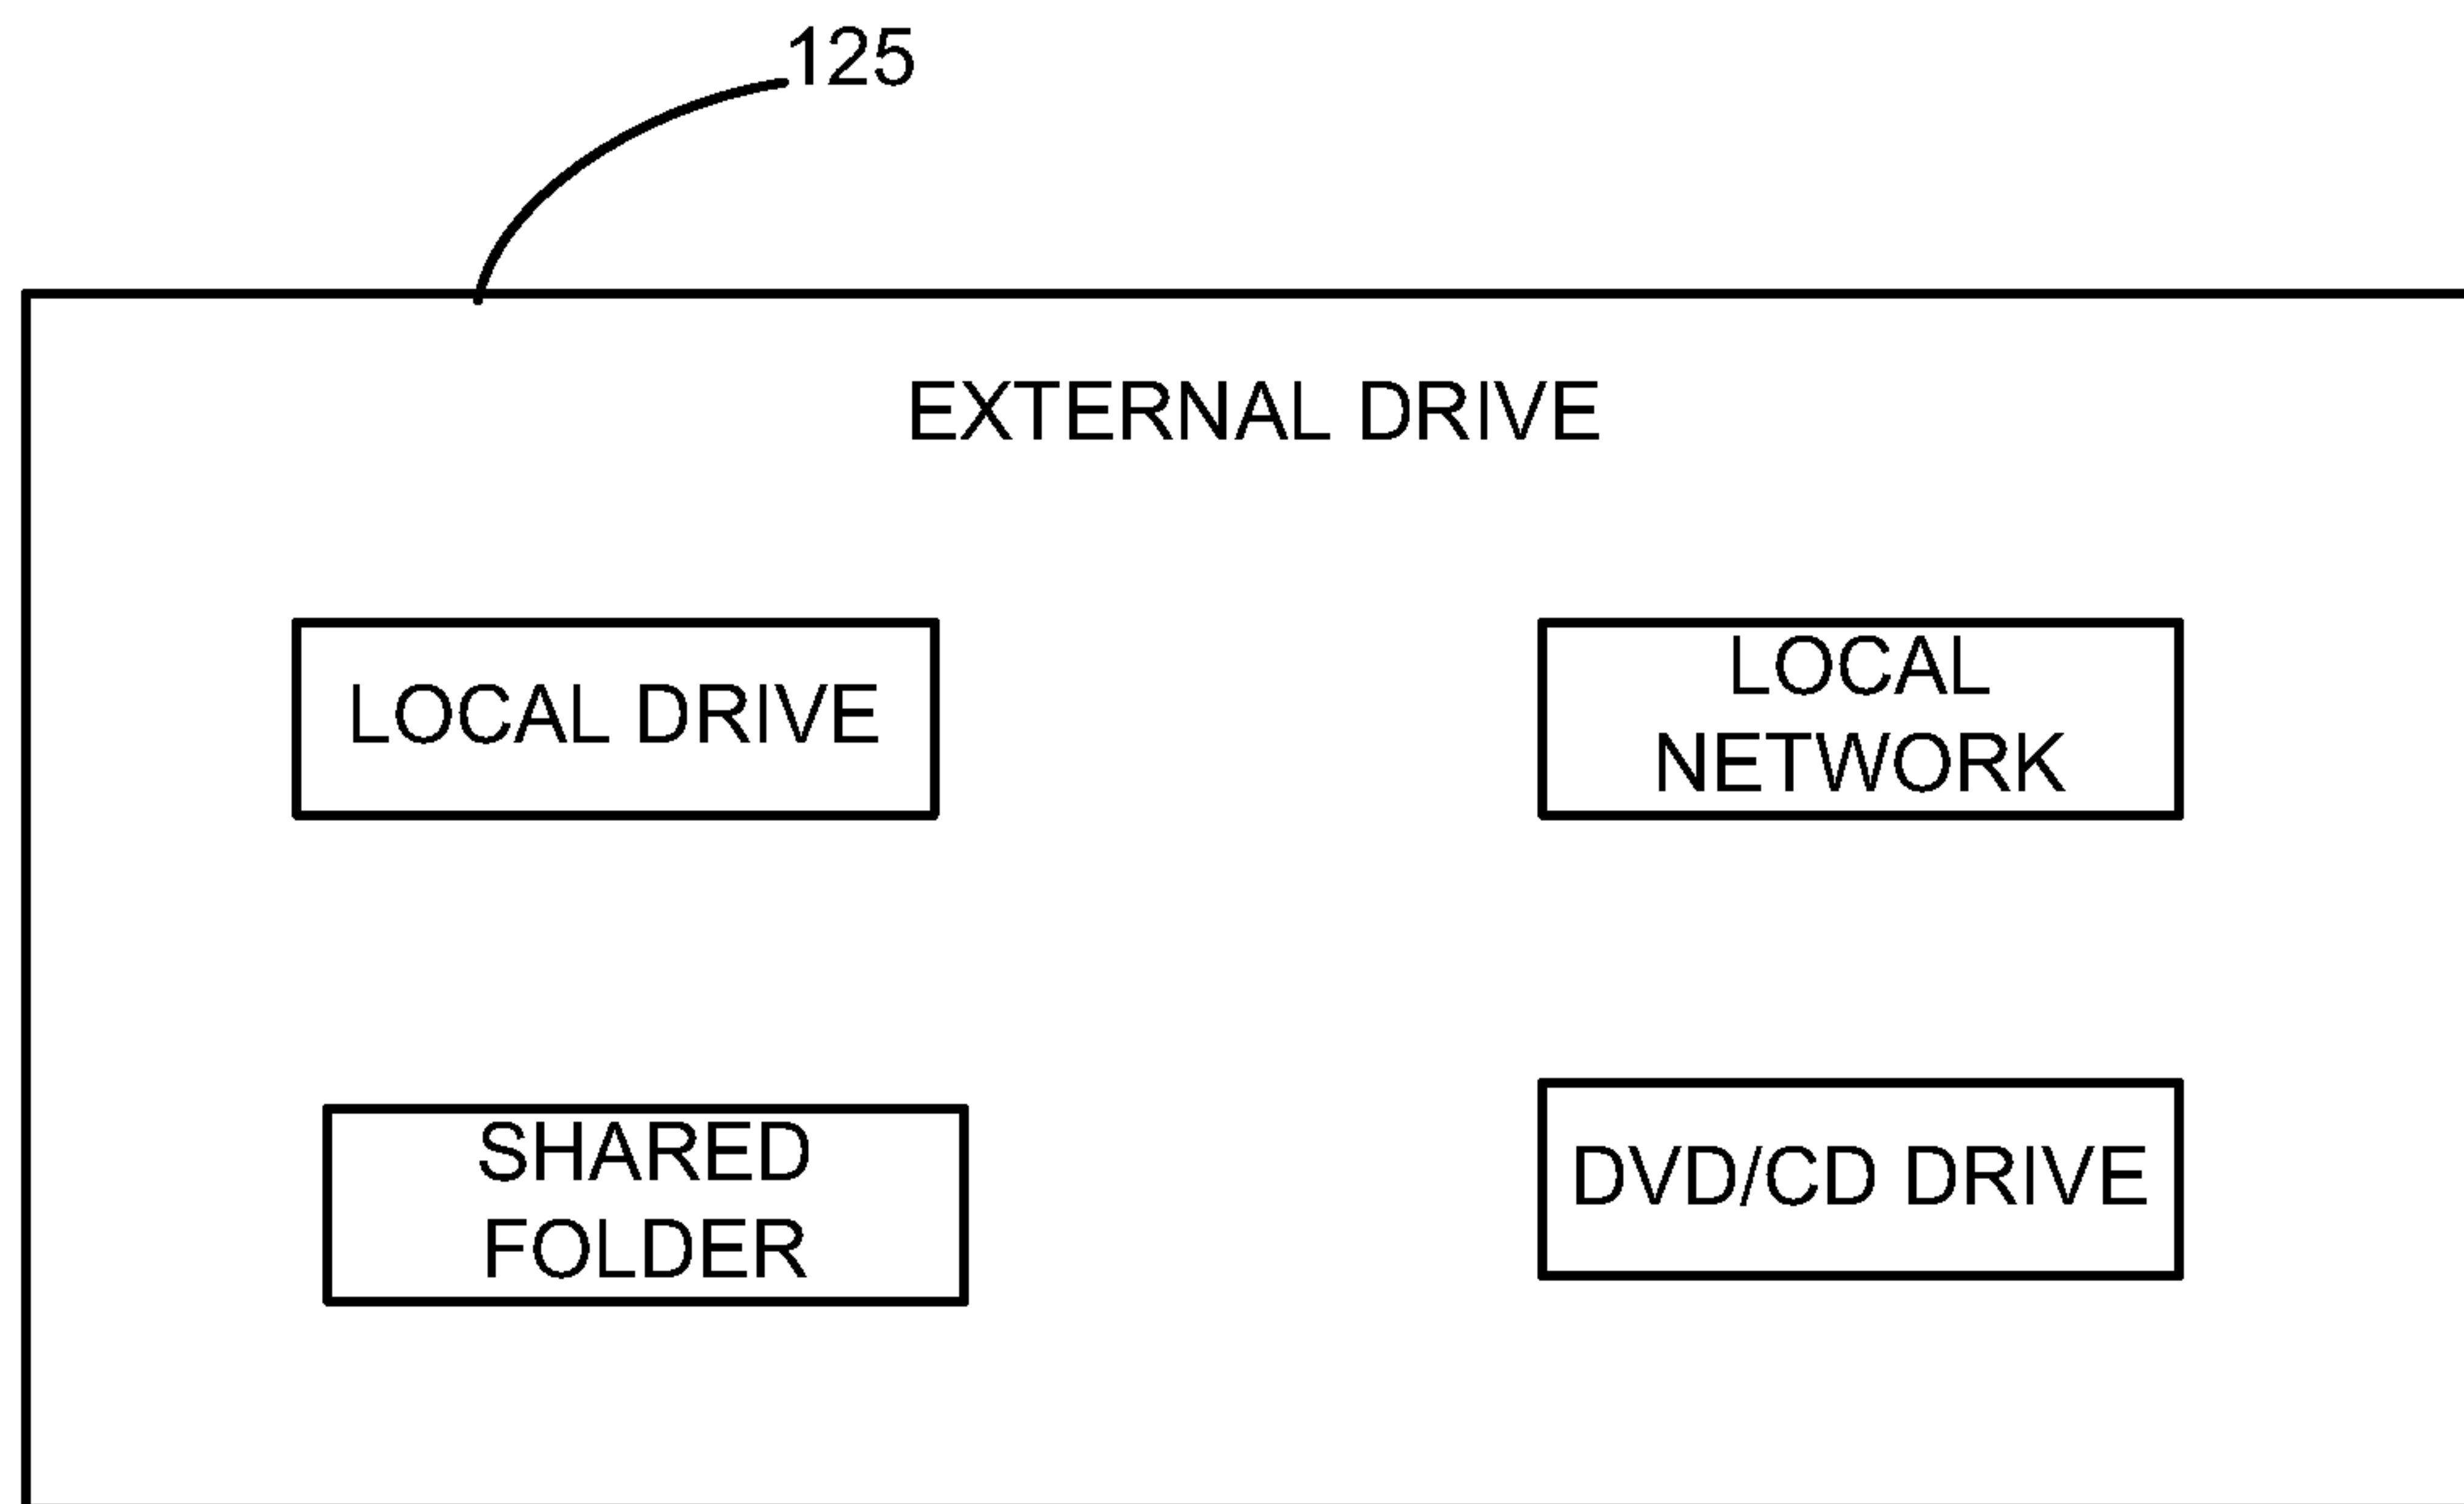 125
EXTERNAL DRIVE
LOCAL DRIVE
LOCAL
NETWORK
SHARED
FOLDER
DVD/CD DRIVE